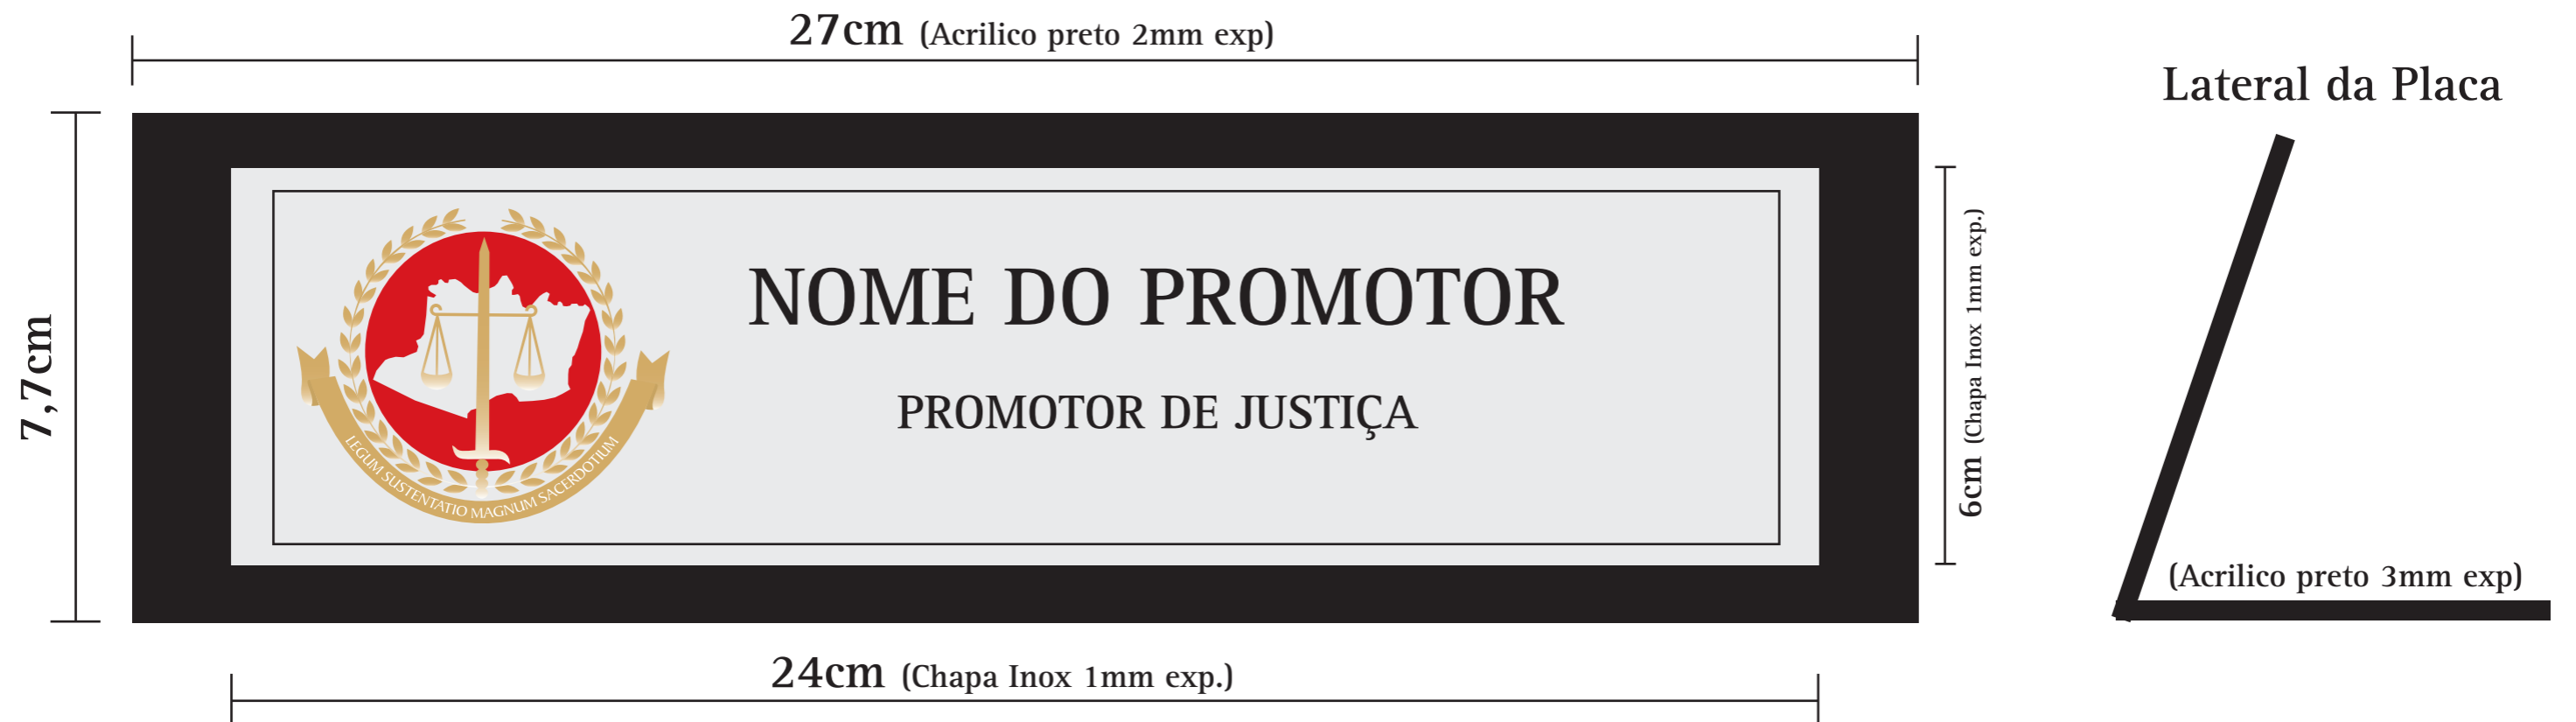 27cm (Acrilico preto 2mm exp)
Lateral da Placa
7,7cm
NOME DO PROMOTOR
PROMOTOR DE JUSTIÇA
LEGUM SUSTENTATIO MAGNUM SACERDOTIUM
6cm (Chapa Inox 1mm exp.)
(Acrilico preto 3mm exp)
24cm (Chapa Inox 1mm exp.)